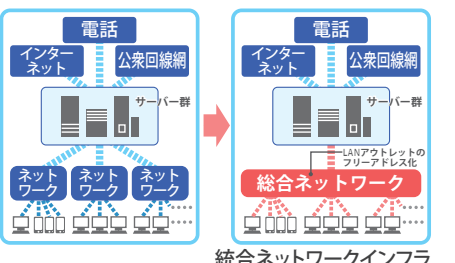 電話
インター
ネット
公衆回線網
サーバー群
ネット
ワーク
ネット
ワーク
ネット
ワーク
電話
インター
ネット
公衆回線網
サーバー群
LANアウトレットの
フリーアドレス化
総合ネットワーク
統合ネットワークインフラ